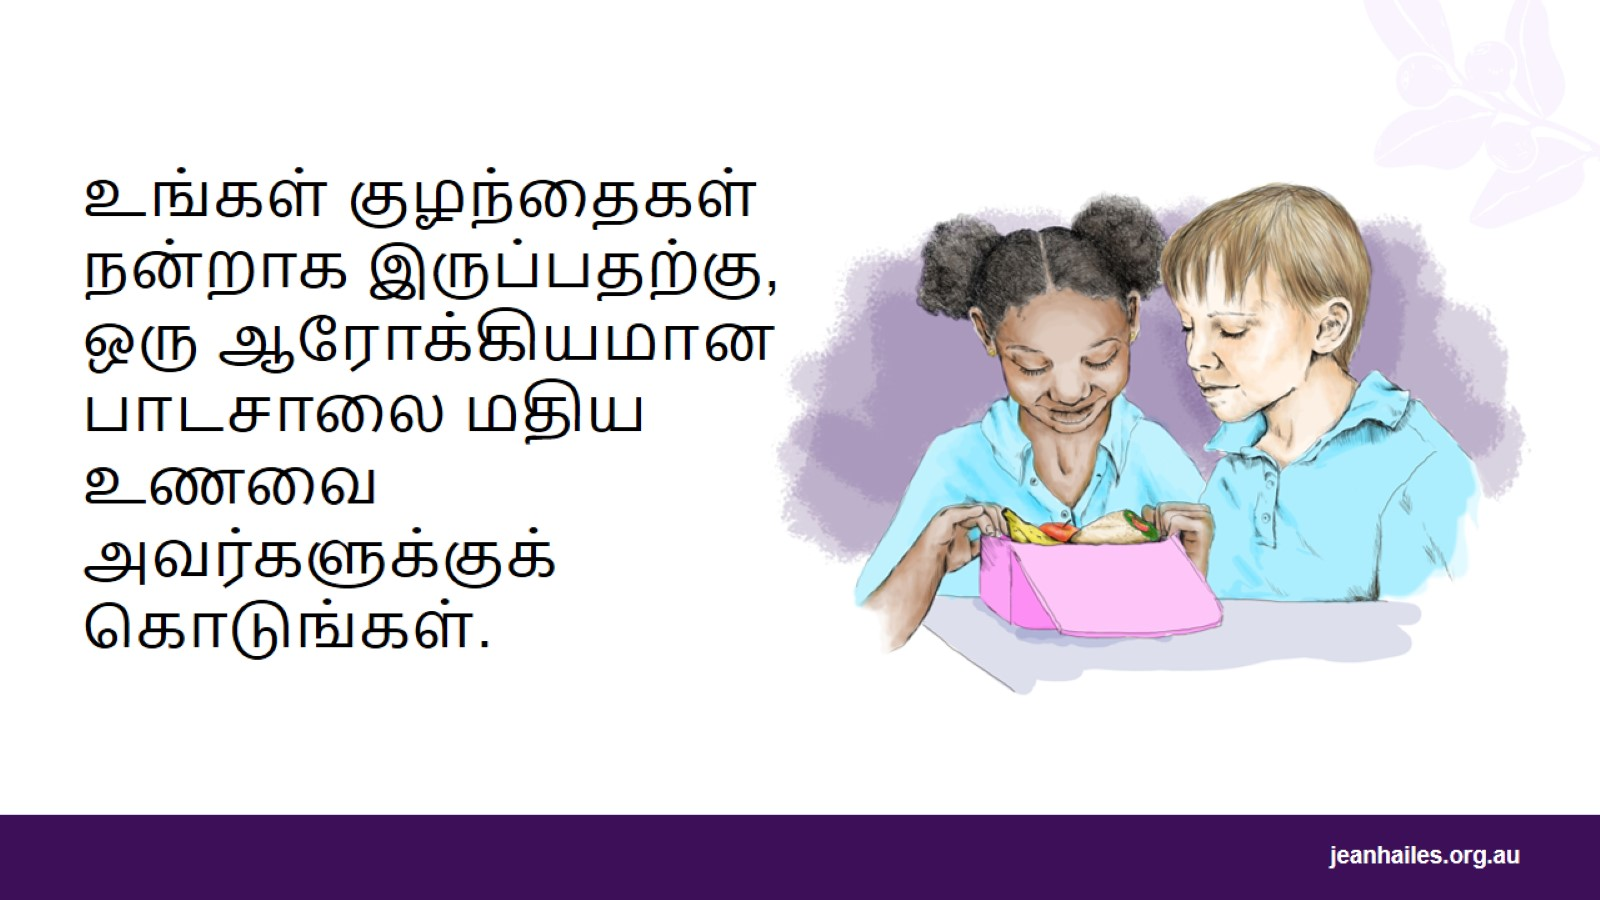 உங்கள் குழந்தைகள்
நன்றாக இருப்பதற்கு,
ஒரு ஆரோக்கியமான
பாடசாலை மதிய
உணவை
அவர்களுக்குக்
கொடுங்கள்.
jeanhailes.org.au